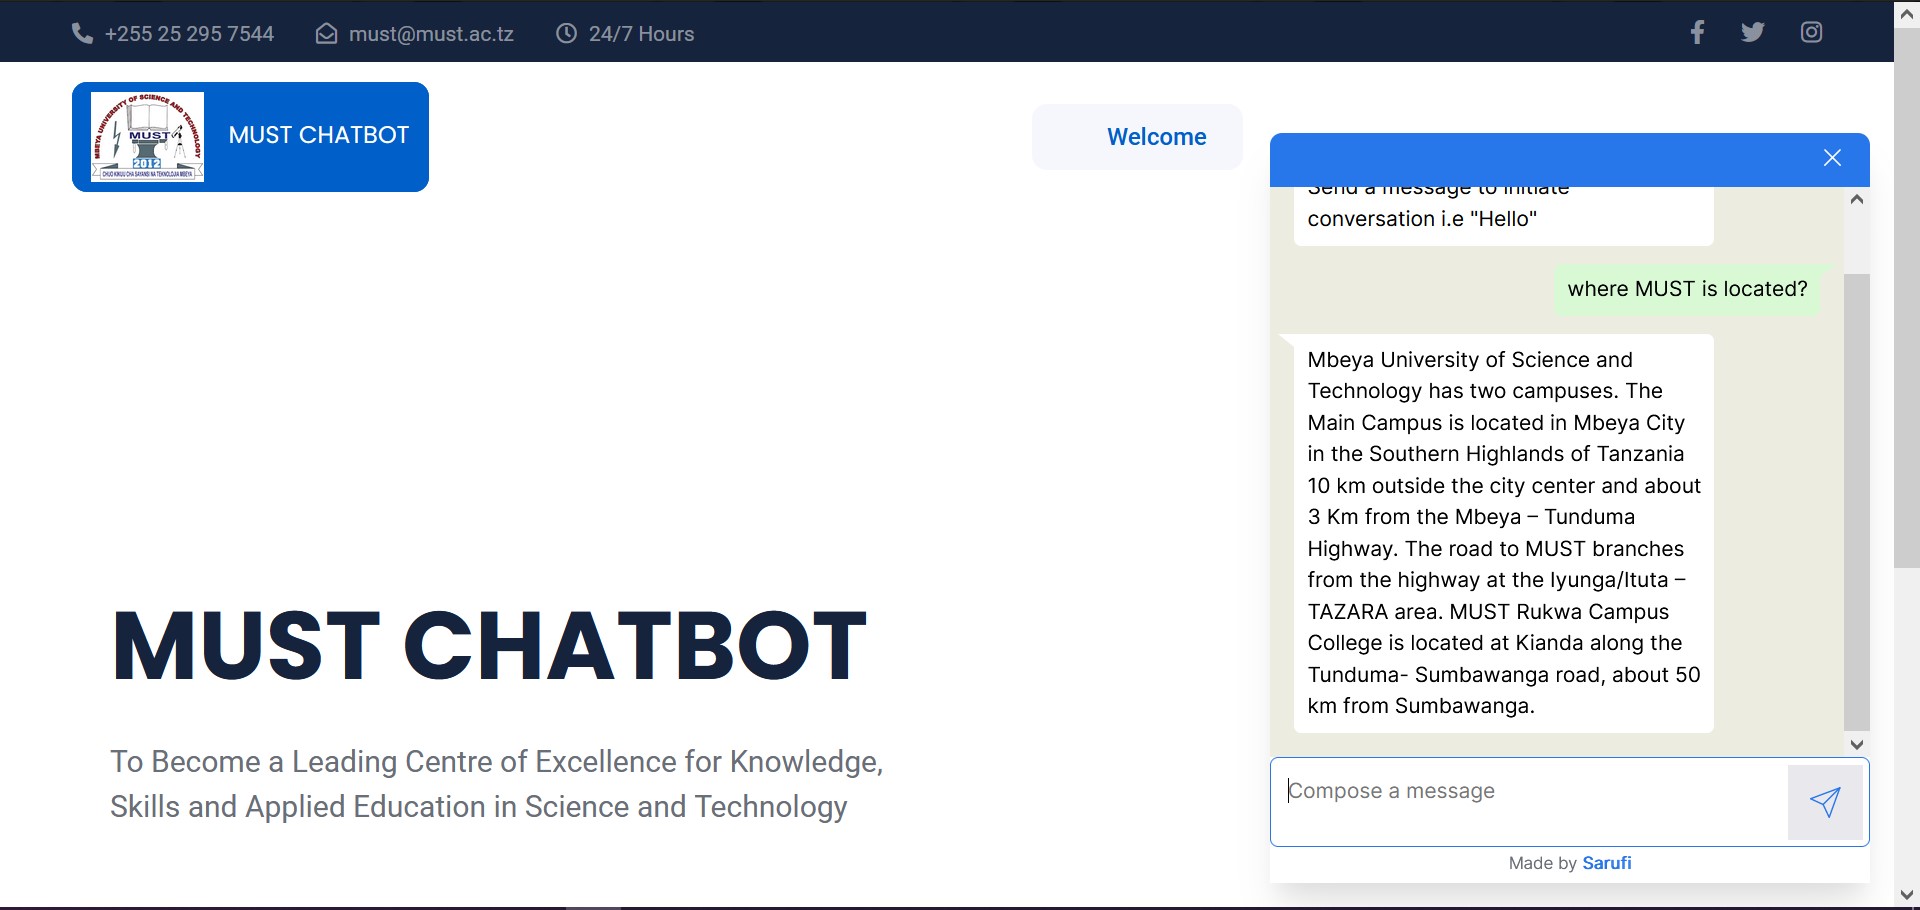 +255 25 295 7544
must@must.ac.tz
24/7 Hours
MBEYA UNIVERSITY OF SCIENCE AND TECHNOLOGY
MUST
2012
CHUO KIKUU CHA SAYANSI NA TEKNOLOJIA MBEYA
MUST CHATBOT
Welcome
Send a message to initiate
conversation i.e "Hello"
where MUST is located?
Mbeya University of Science and
Technology has two campuses. The
Main Campus is located in Mbeya City
in the Southern Highlands of Tanzania
10 km outside the city center and about
3 Km from the Mbeya – Tunduma
Highway. The road to MUST branches
from the highway at the Iyunga/Ituta –
TAZARA area. MUST Rukwa Campus
College is located at Kianda along the
Tunduma- Sumbawanga road, about 50
km from Sumbawanga.
MUST CHATBOT
To Become a Leading Centre of Excellence for Knowledge,
Skills and Applied Education in Science and Technology
Compose a message
Made by Sarufi